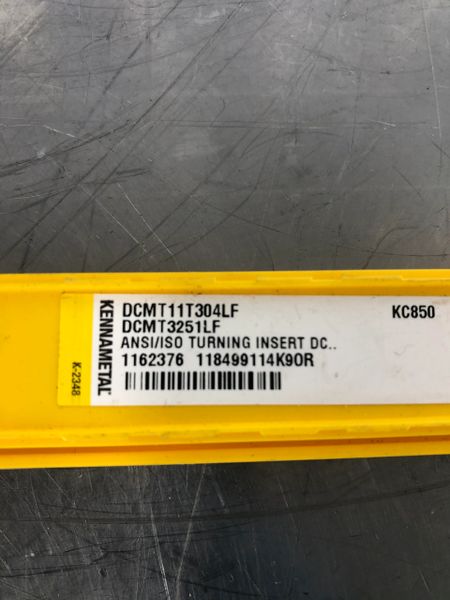 KENNAMETAL
K-2348
DCMT11T304LF KC850
DCMT3251LF
ANSI/ISO TURNING INSERT DC..
1162376 118499114K90R